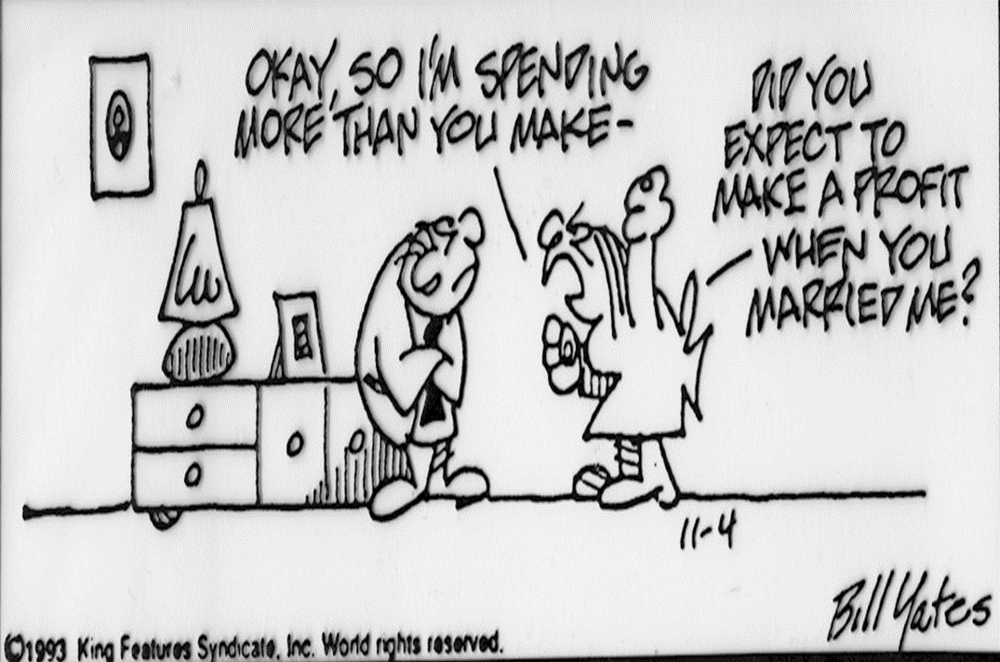 OKAY, SO I'M SPENDING
MORE THAN YOU MAKE-
DID YOU
EXPECT TO
MAKE A PROFIT
WHEN YOU
MARRIED ME?
11-4
Bill Yates
©1993 King Features Syndicate, Inc. World rights reserved.